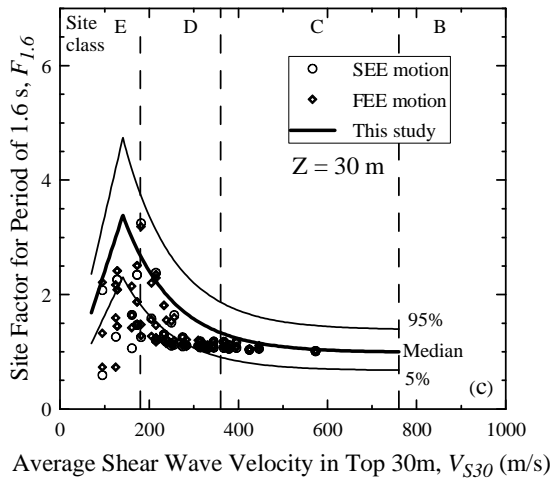 Site class E D C B
SEE motion
FEE motion
This study
Z = 30 m
95%
Median
5%
(c)
Site Factor for Period of 1.6 s, F1.6
0 2 4 6
0 200 400 600 800 1000
Average Shear Wave Velocity in Top 30m, VS30 (m/s)